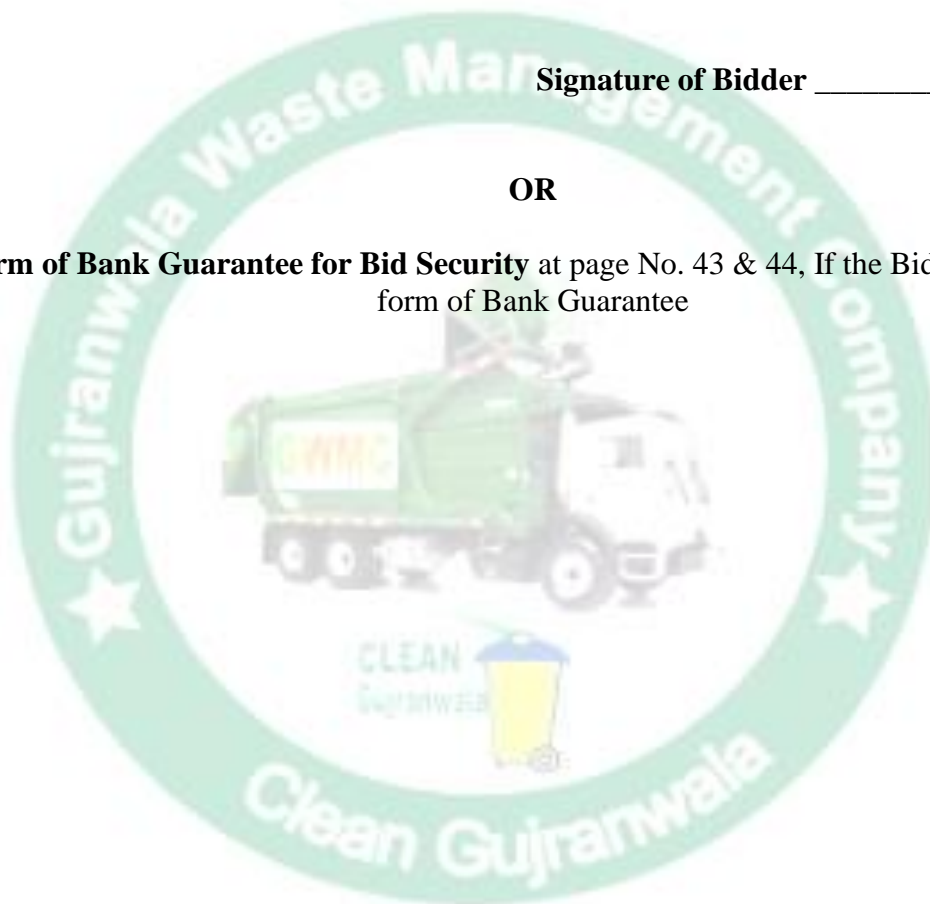 Signature of Bidder ________
OR
rm of Bank Guarantee for Bid Security at page No. 43 & 44, If the Bid
form of Bank Guarantee
Gujranwala Waste Management Company
GWMC
CLEAN
Gujranwala
Clean Gujranwala